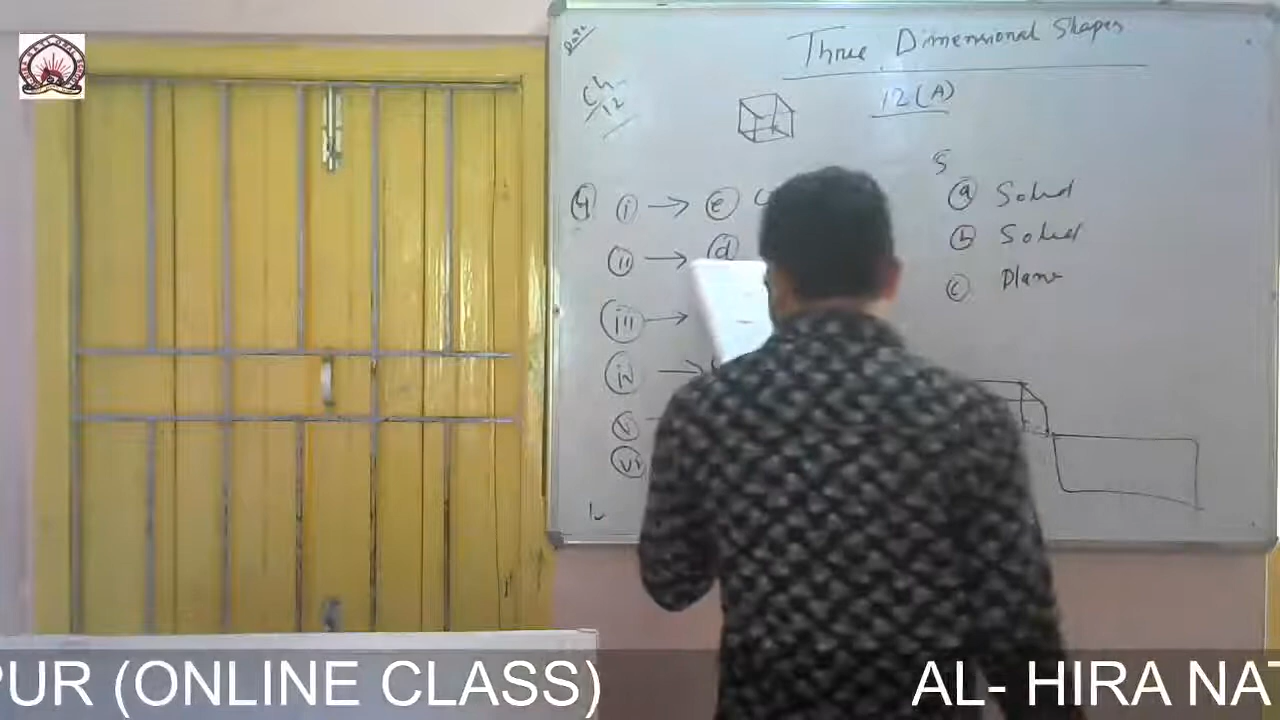 Three Dimensional Shapes
Ch
12
12(A)
4 i → e
ii → d
iii →
iv →
v
vi
5
a Solid
b Solid
c Plane
PUR (ONLINE CLASS) AL- HIRA NAT